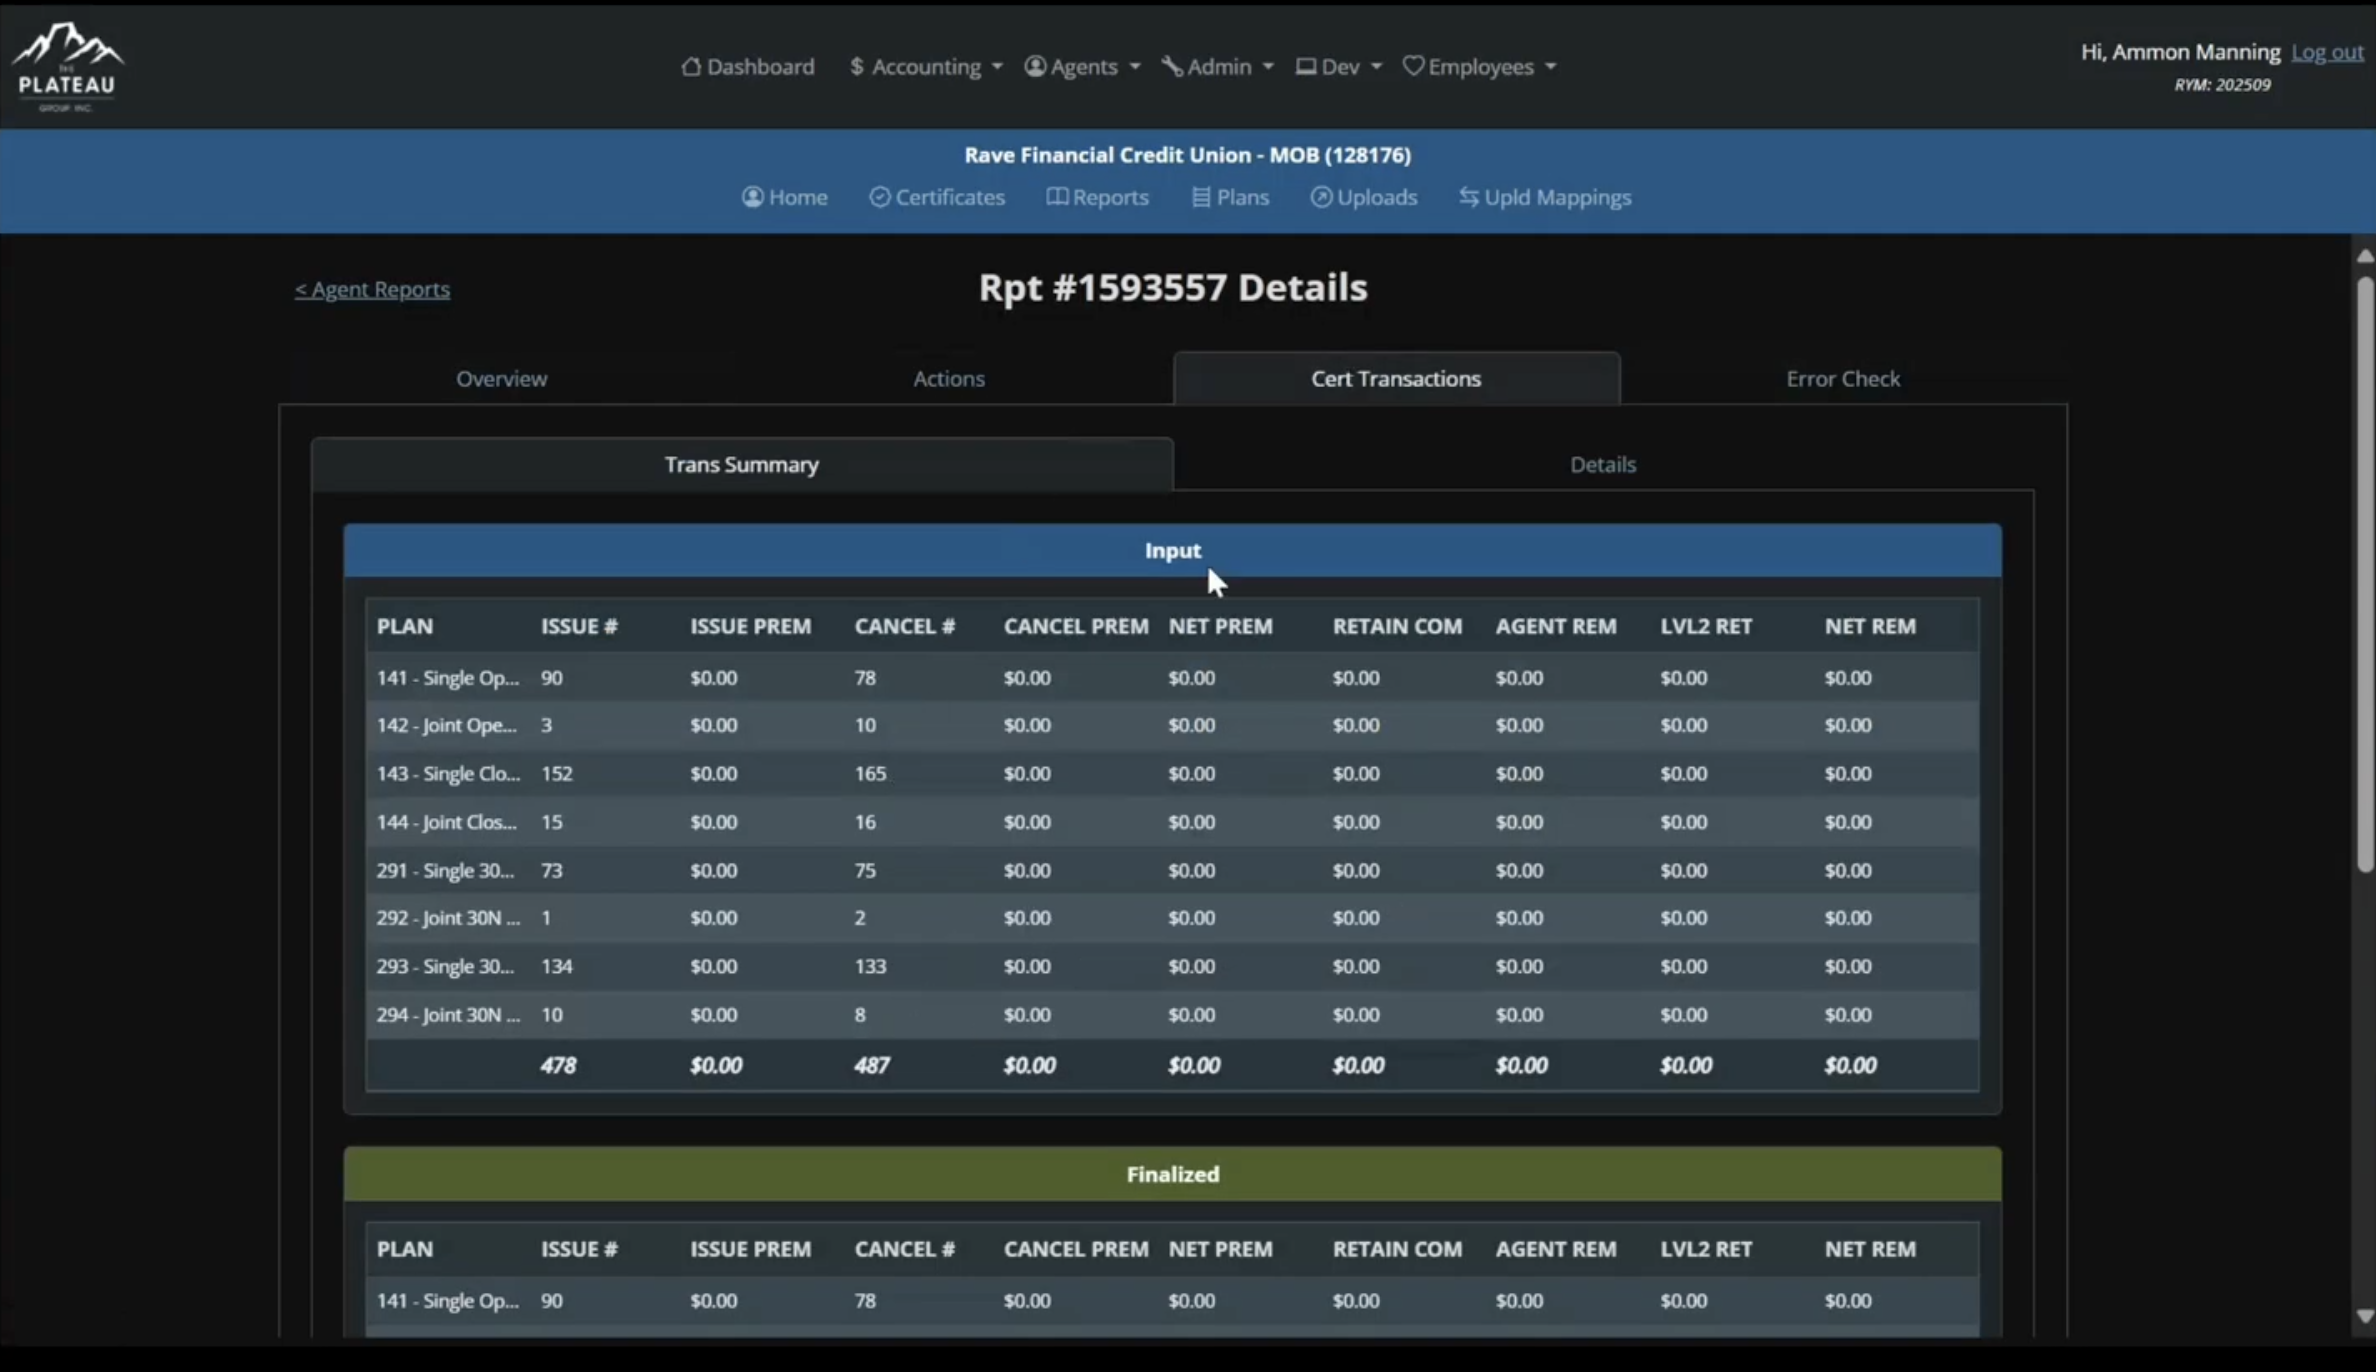 THE
PLATEAU
GROUP INC.
Dashboard $ Accounting Agents Admin Dev Employees
Hi, Ammon Manning Log out
RYM: 202509
Rave Financial Credit Union - MOB (128176)
Home Certificates Reports Plans Uploads Upld Mappings
< Agent Reports
Rpt #1593557 Details
Overview Actions Cert Transactions Error Check
Trans Summary Details
Input
PLAN ISSUE # ISSUE PREM CANCEL # CANCEL PREM NET PREM RETAIN COM AGENT REM LVL2 RET NET REM
141 - Single Op... 90 $0.00 78 $0.00 $0.00 $0.00 $0.00 $0.00 $0.00
142 - Joint Ope... 3 $0.00 10 $0.00 $0.00 $0.00 $0.00 $0.00 $0.00
143 - Single Clo... 152 $0.00 165 $0.00 $0.00 $0.00 $0.00 $0.00 $0.00
144 - Joint Clos... 15 $0.00 16 $0.00 $0.00 $0.00 $0.00 $0.00 $0.00
291 - Single 30... 73 $0.00 75 $0.00 $0.00 $0.00 $0.00 $0.00 $0.00
292 - Joint 30N ... 1 $0.00 2 $0.00 $0.00 $0.00 $0.00 $0.00 $0.00
293 - Single 30... 134 $0.00 133 $0.00 $0.00 $0.00 $0.00 $0.00 $0.00
294 - Joint 30N ... 10 $0.00 8 $0.00 $0.00 $0.00 $0.00 $0.00 $0.00
478 $0.00 487 $0.00 $0.00 $0.00 $0.00 $0.00 $0.00
Finalized
PLAN ISSUE # ISSUE PREM CANCEL # CANCEL PREM NET PREM RETAIN COM AGENT REM LVL2 RET NET REM
141 - Single Op... 90 $0.00 78 $0.00 $0.00 $0.00 $0.00 $0.00 $0.00